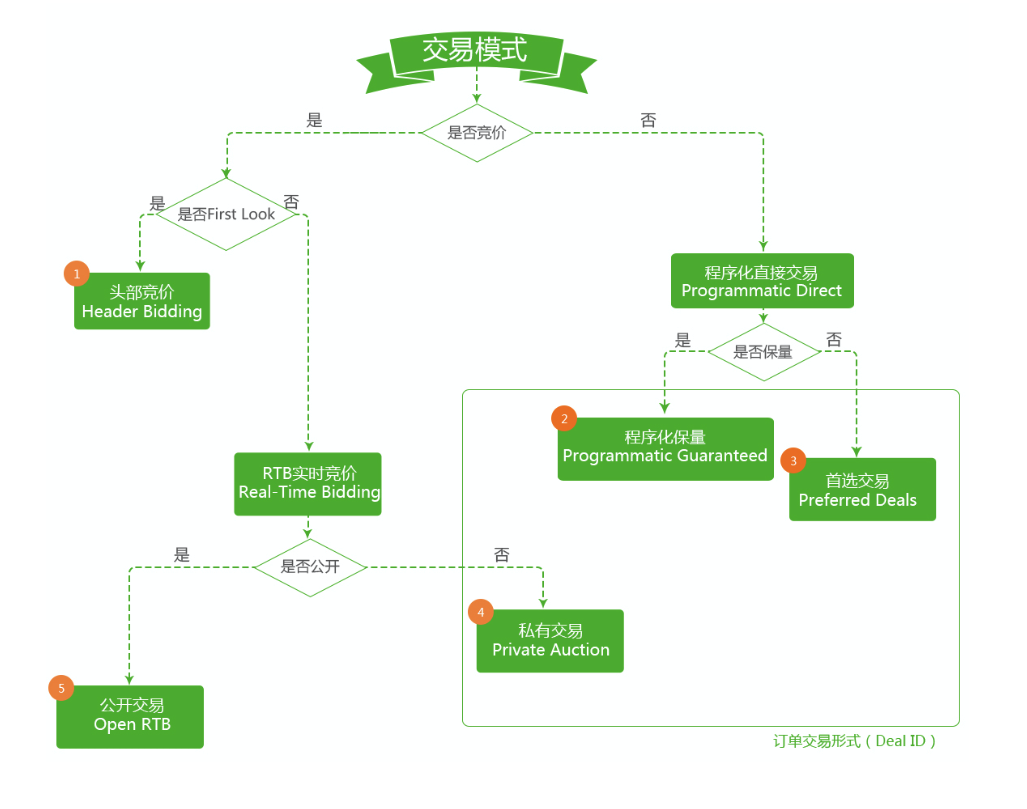 交易模式
是否竞价
是
否
是否First Look
是
否
1
头部竞价
Header Bidding
程序化直接交易
Programmatic Direct
是否保量
是
否
2
程序化保量
Programmatic Guaranteed
3
首选交易
Preferred Deals
RTB实时竞价
Real-Time Bidding
是否公开
是
否
4
私有交易
Private Auction
5
公开交易
Open RTB
订单交易形式（Deal ID）